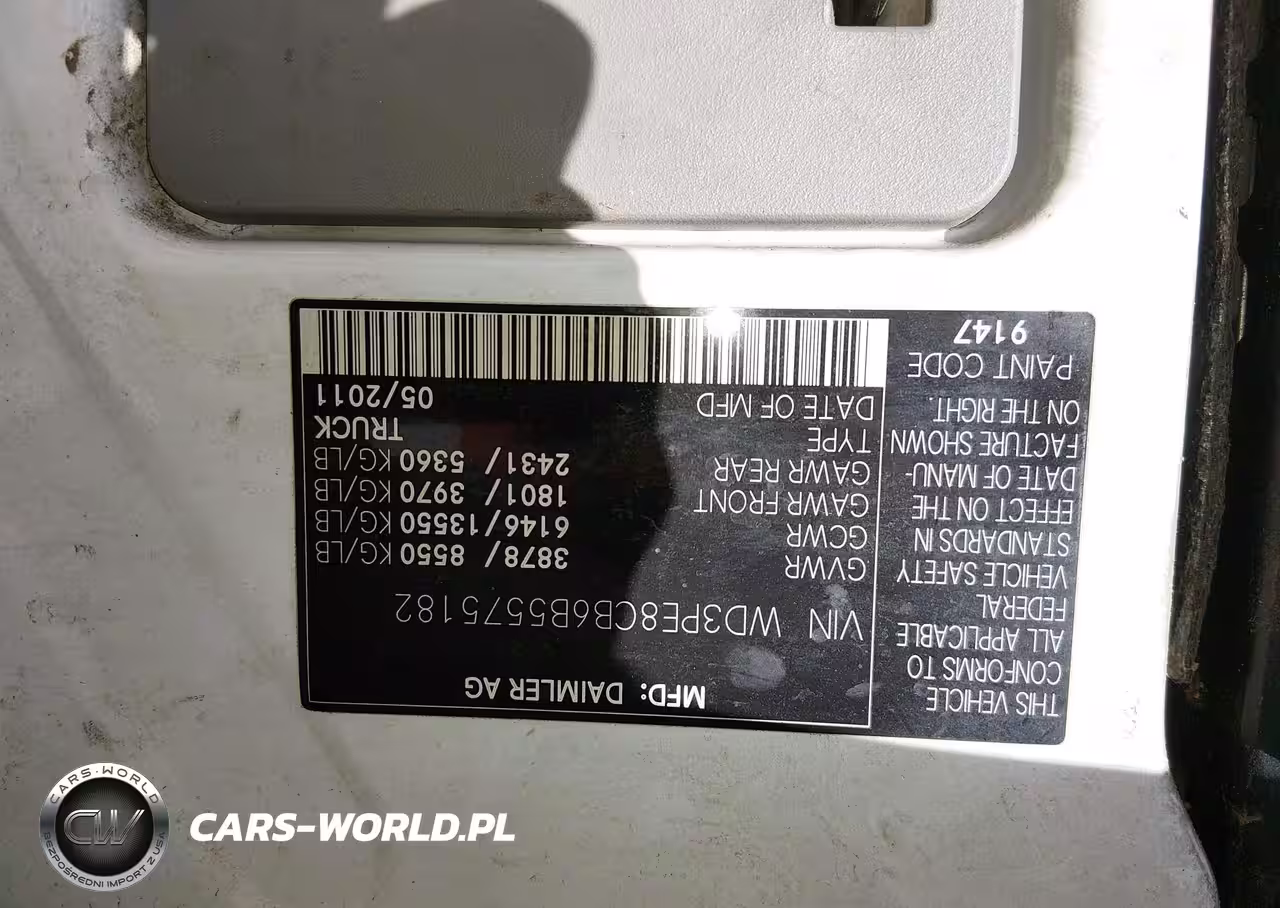 THIS VEHICLE
CONFORMS TO
ALL APPLICABLE
FEDERAL
VEHICLE SAFETY
STANDARDS IN
EFFECT ON THE
DATE OF MANU-
FACTURE SHOWN
ON THE RIGHT.
PAINT CODE
9147
MFD: DAIMLER AG
VIN WD3PE8CB6B5575182
GVWR 3878/ 8550 KG/LB
GCWR 6146/13550 KG/LB
GAWR FRONT 1801/ 3970 KG/LB
GAWR REAR 2431/ 5360 KG/LB
TYPE TRUCK
DATE OF MFD 05/2011
CARS-WORLD
CW
BEZPOŚREDNI IMPORT Z USA
CARS-WORLD.PL